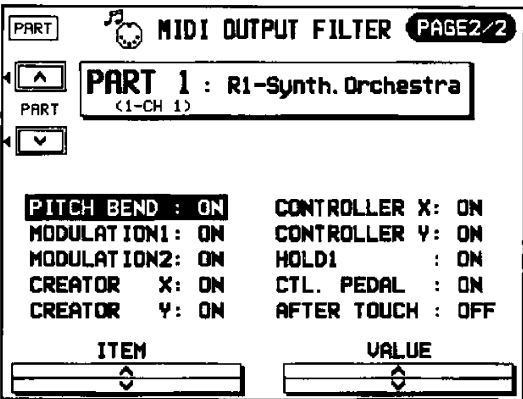 PART
MIDI OUTPUT FILTER PAGE2/2
PART 1 : R1-Synth.Orchestra
(1-CH 1)
PART
PITCH BEND : ON
MODULATION1: ON
MODULATION2: ON
CREATOR X: ON
CREATOR Y: ON
CONTROLLER X: ON
CONTROLLER Y: ON
HOLD1 : ON
CTL. PEDAL : ON
AFTER TOUCH : OFF
ITEM
VALUE